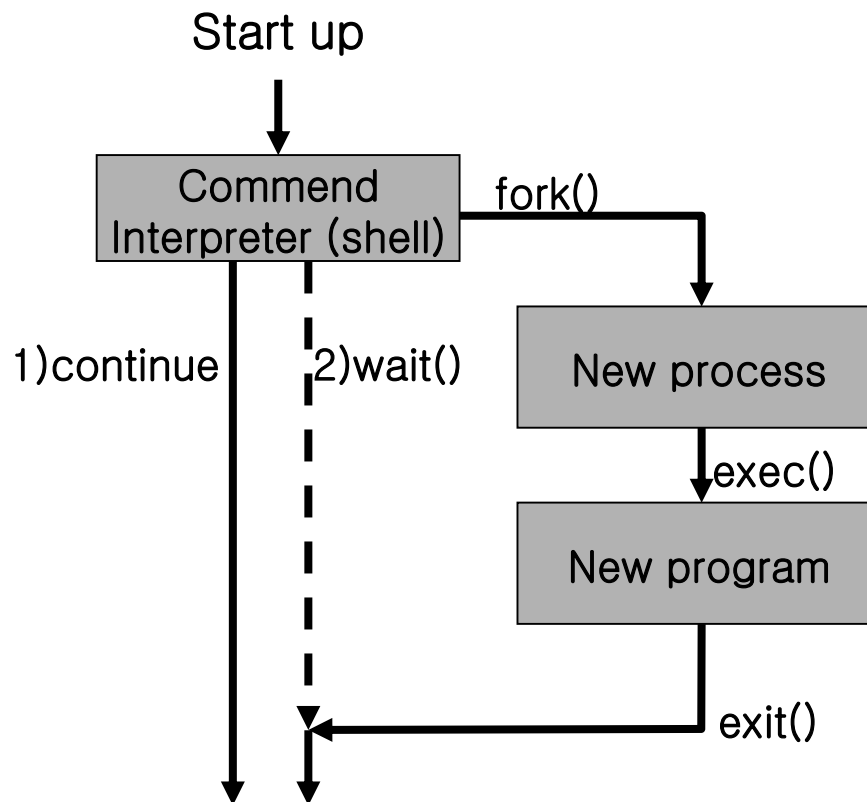 Start up
Commend
Interpreter (shell)
fork()
1)continue
2)wait()
New process
exec()
New program
exit()